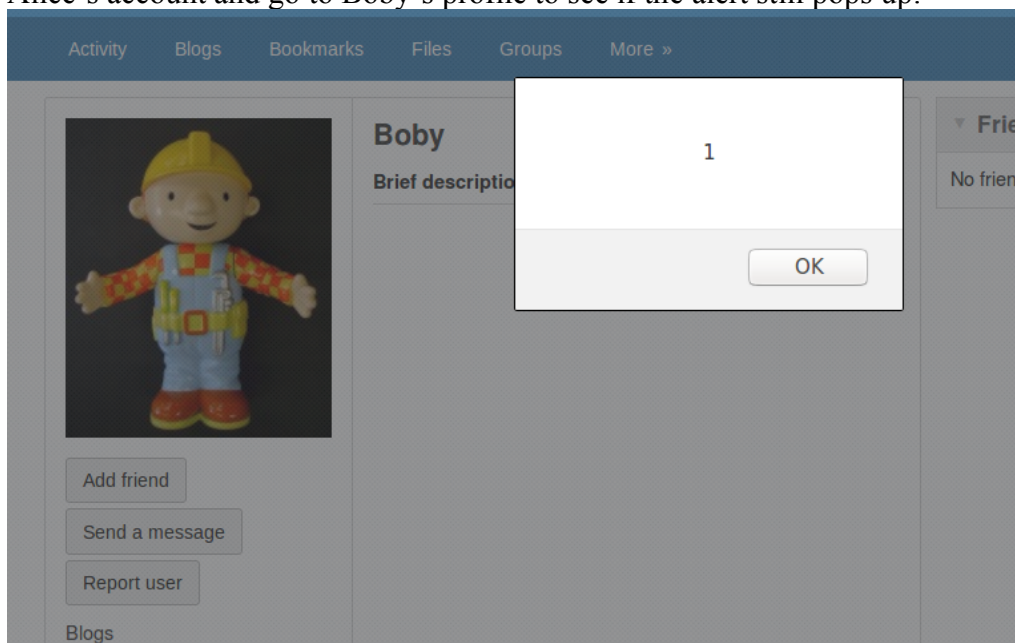 Alice's account and go to Boby's profile to see if the alert still pops up.
Activity Blogs Bookmarks Files Groups More »
Boby
Brief descriptio
1
OK
Frie
No frien
Add friend
Send a message
Report user
Blogs